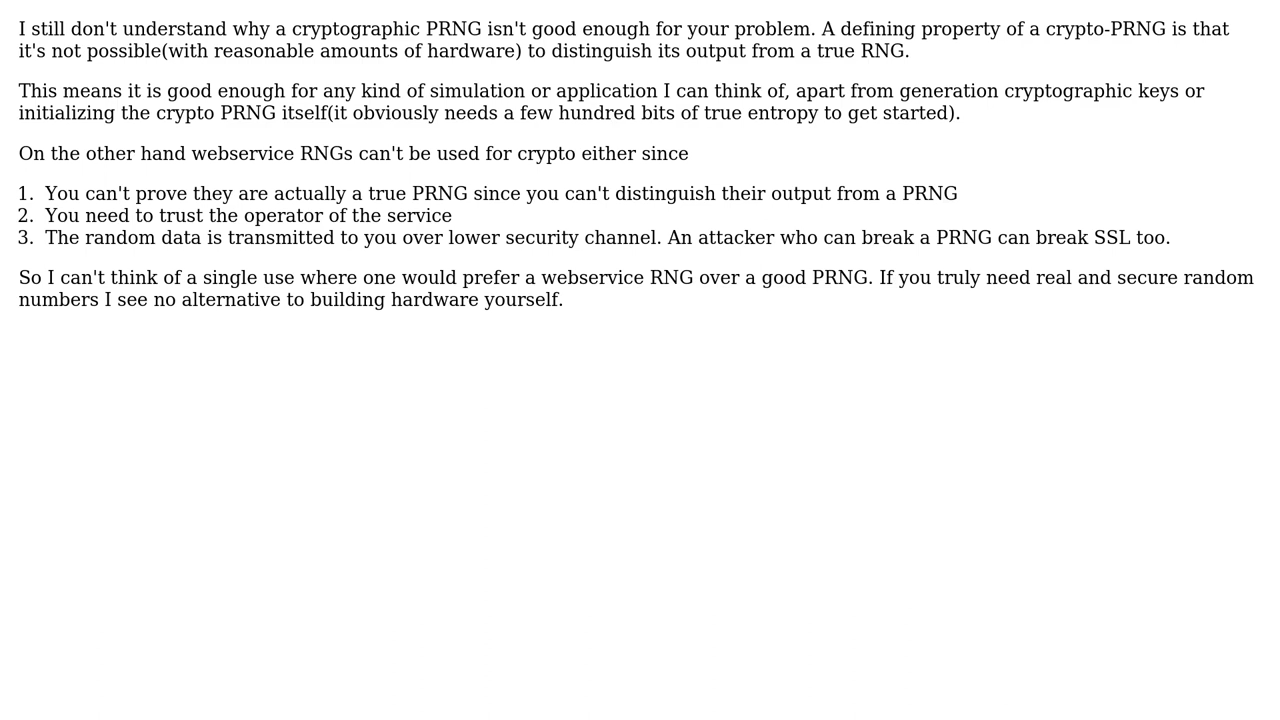 I still don't understand why a cryptographic PRNG isn't good enough for your problem. A defining property of a crypto-PRNG is that
it's not possible(with reasonable amounts of hardware) to distinguish its output from a true RNG.
This means it is good enough for any kind of simulation or application I can think of, apart from generation cryptographic keys or
initializing the crypto PRNG itself(it obviously needs a few hundred bits of true entropy to get started).
On the other hand webservice RNGs can't be used for crypto either since
1. You can't prove they are actually a true PRNG since you can't distinguish their output from a PRNG
2. You need to trust the operator of the service
3. The random data is transmitted to you over lower security channel. An attacker who can break a PRNG can break SSL too.
So I can't think of a single use where one would prefer a webservice RNG over a good PRNG. If you truly need real and secure random
numbers I see no alternative to building hardware yourself.